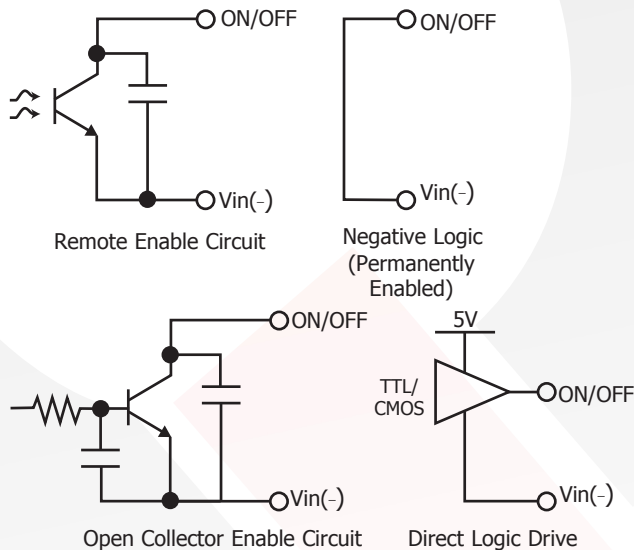 ON/OFF
Vin(-)
Remote Enable Circuit
ON/OFF
Vin(-)
Negative Logic
(Permanently
Enabled)
ON/OFF
Vin(-)
Open Collector Enable Circuit
5V
TTL/
CMOS
ON/OFF
Vin(-)
Direct Logic Drive